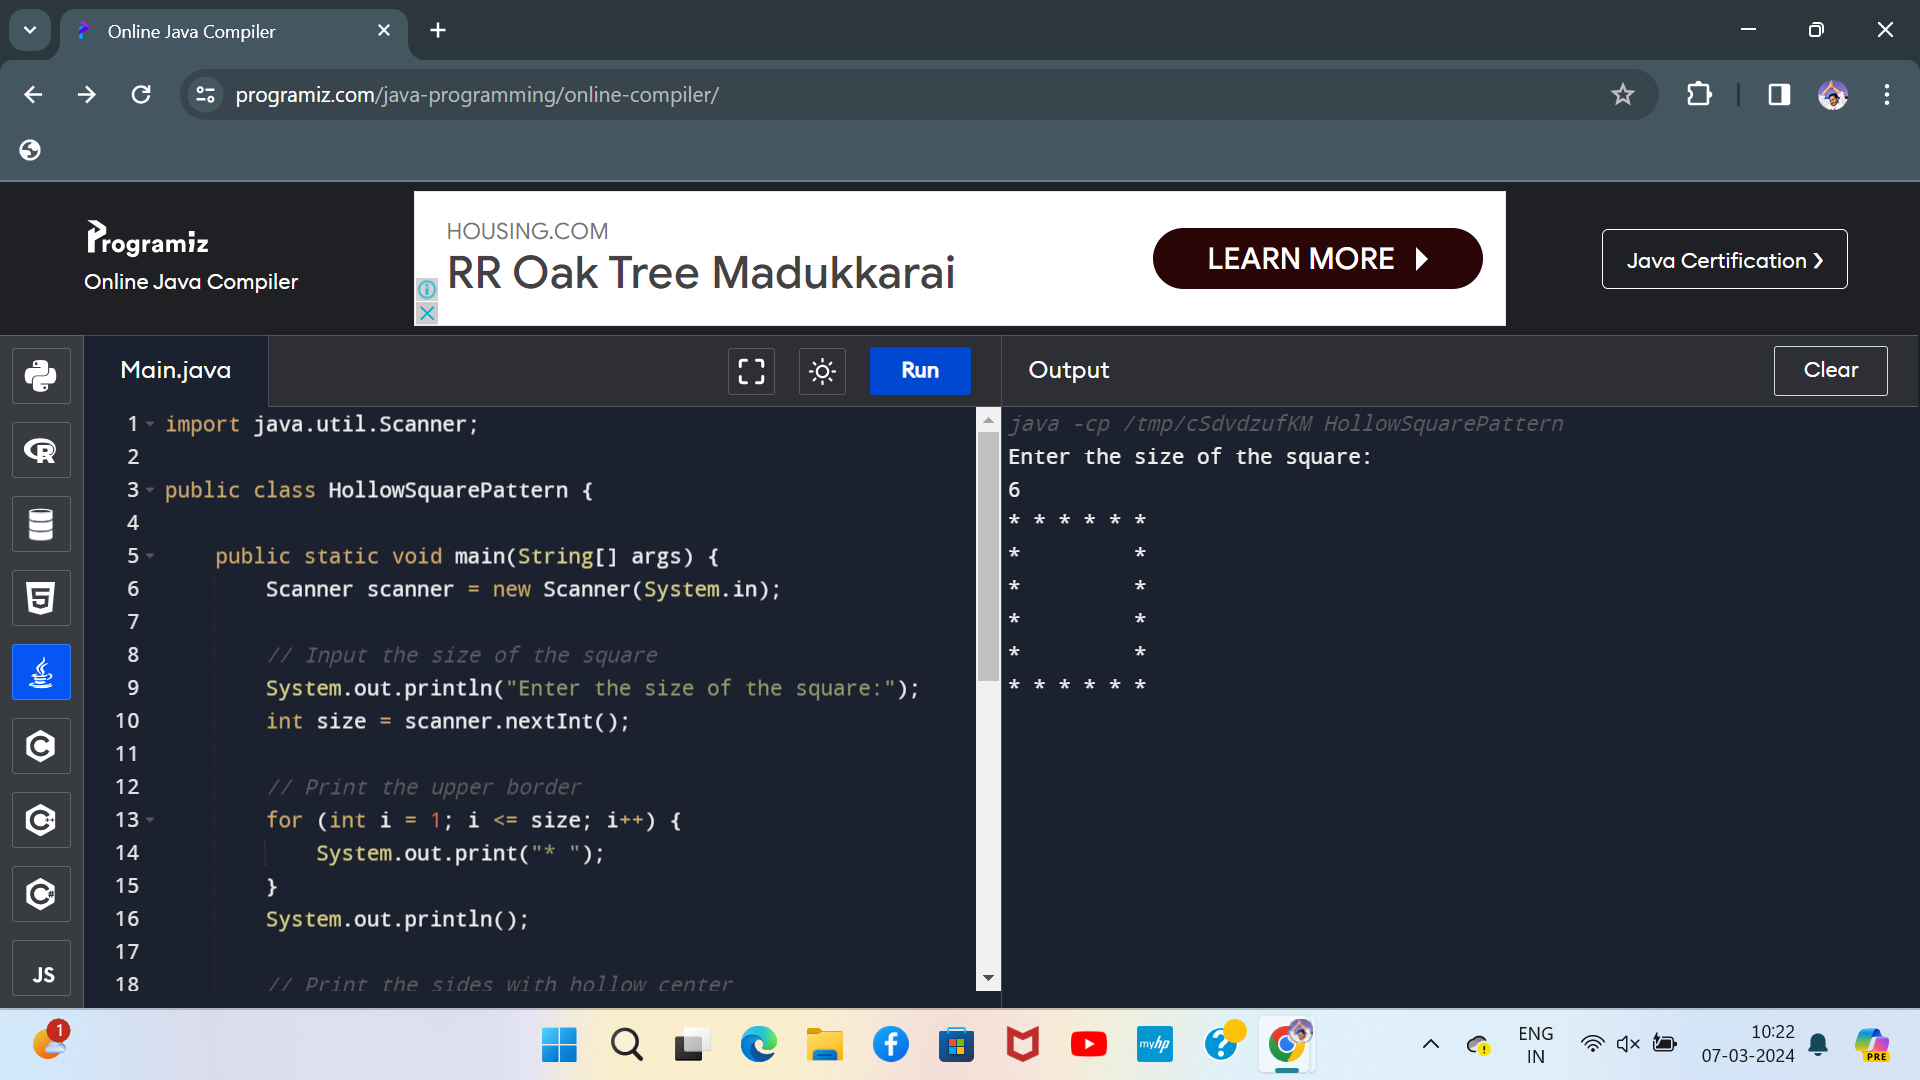 Online Java Compiler
programiz.com/java-programming/online-compiler/
Programiz
Online Java Compiler
HOUSING.COM
RR Oak Tree Madukkarai
LEARN MORE
Java Certification ❯
Main.java
Run
Output
Clear
1 import java.util.Scanner;
2
3 public class HollowSquarePattern {
4
5 public static void main(String[] args) {
6 Scanner scanner = new Scanner(System.in);
7
8 // Input the size of the square
9 System.out.println("Enter the size of the square:");
10 int size = scanner.nextInt();
11
12 // Print the upper border
13 for (int i = 1; i <= size; i++) {
14 System.out.print("* ");
15 }
16 System.out.println();
17
18 // Print the sides with hollow center
java -cp /tmp/cSdvdzufKM HollowSquarePattern
Enter the size of the square:
6
* * * * * *
*         *
*         *
*         *
*         *
* * * * * *
JS
1
myhp
ENG
IN
10:22
07-03-2024
PRE